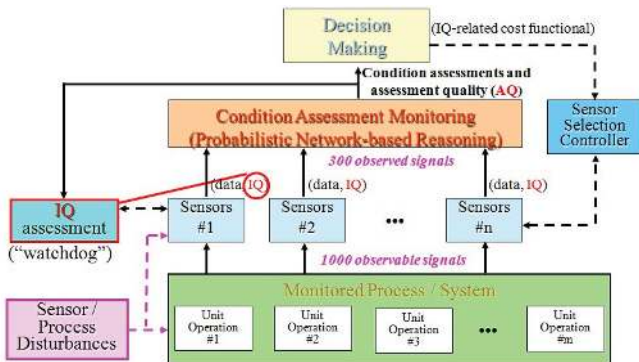 Decision
Making
(IQ-related cost functional)
Condition assessments and
assessment quality (AQ)
Condition Assessment Monitoring
(Probabilistic Network-based Reasoning)
Sensor
Selection
Controller
300 observed signals
(data, IQ)
(data, IQ)
(data, IQ)
IQ
assessment
("watchdog")
Sensors
#1
Sensors
#2
•••
Sensors
#n
1000 observable signals
Monitored Process / System
Sensor /
Process
Disturbances
Unit
Operation
#1
Unit
Operation
#2
Unit
Operation
#3
•••
Unit
Operation
#m